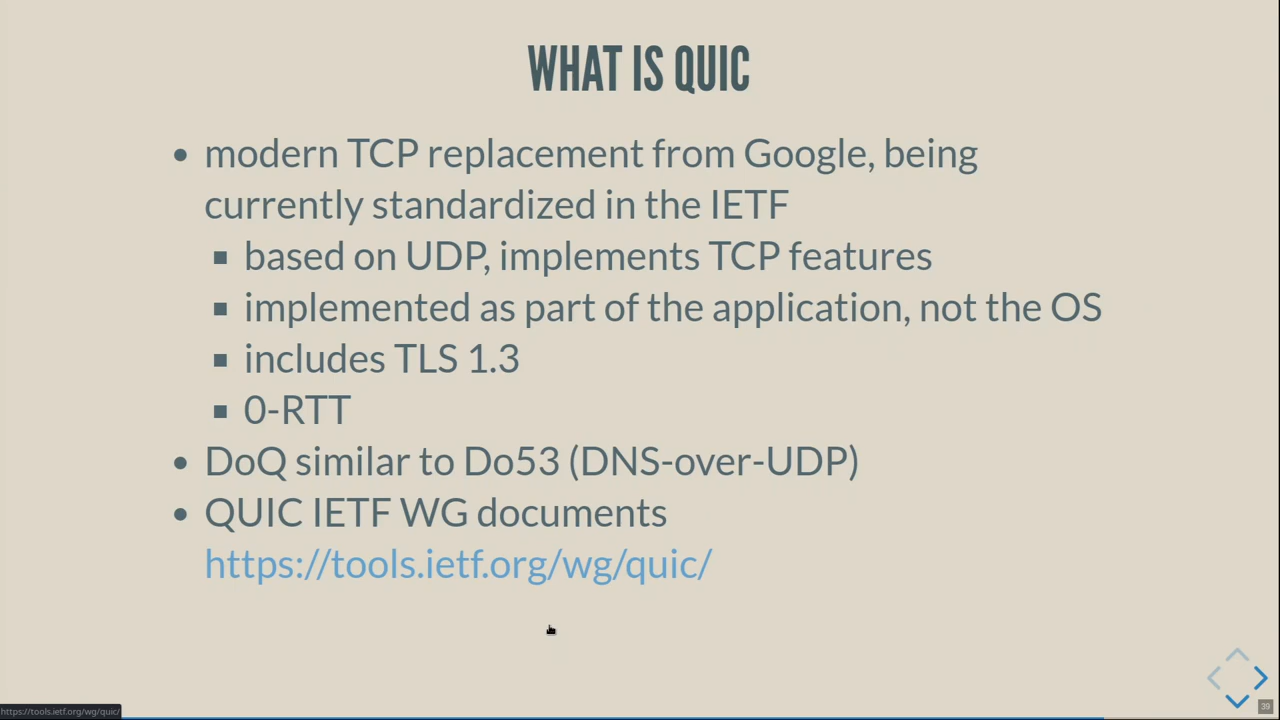 WHAT IS QUIC
• modern TCP replacement from Google, being
currently standardized in the IETF
▪ based on UDP, implements TCP features
▪ implemented as part of the application, not the OS
▪ includes TLS 1.3
▪ 0-RTT
• DoQ similar to Do53 (DNS-over-UDP)
• QUIC IETF WG documents
https://tools.ietf.org/wg/quic/
https://tools.ietf.org/wg/quic/
39